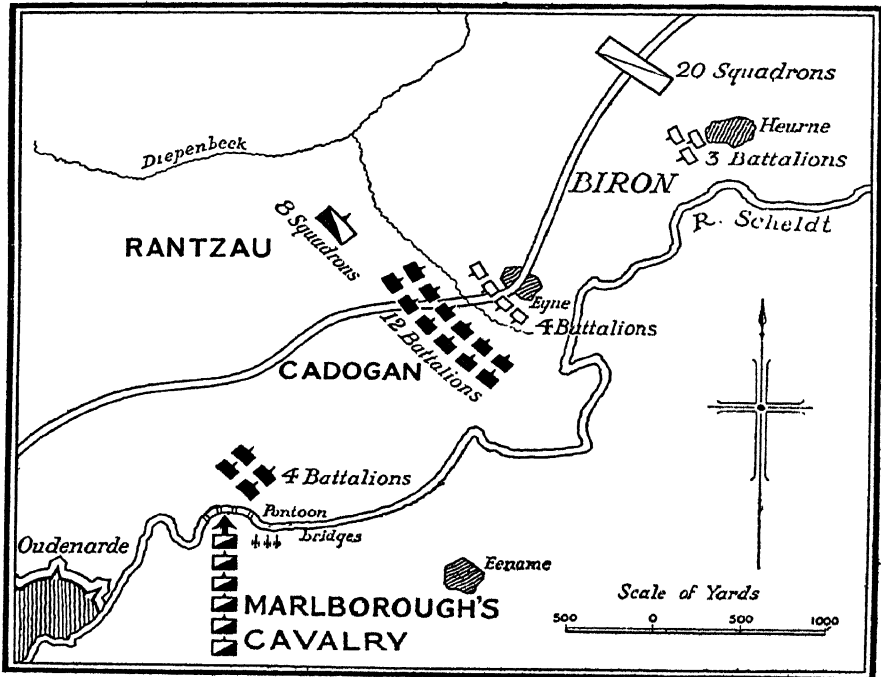 20 Squadrons
Heurne
3 Battalions
Diepenbeck
BIRON
R. Scheldt
8 Squadrons
RANTZAU
Eyne
4 Battalions
12 Battalions
CADOGAN
4 Battalions
Pontoon
bridges
Oudenarde
Eename
MARLBOROUGH'S
CAVALRY
Scale of Yards
500 0 500 1000